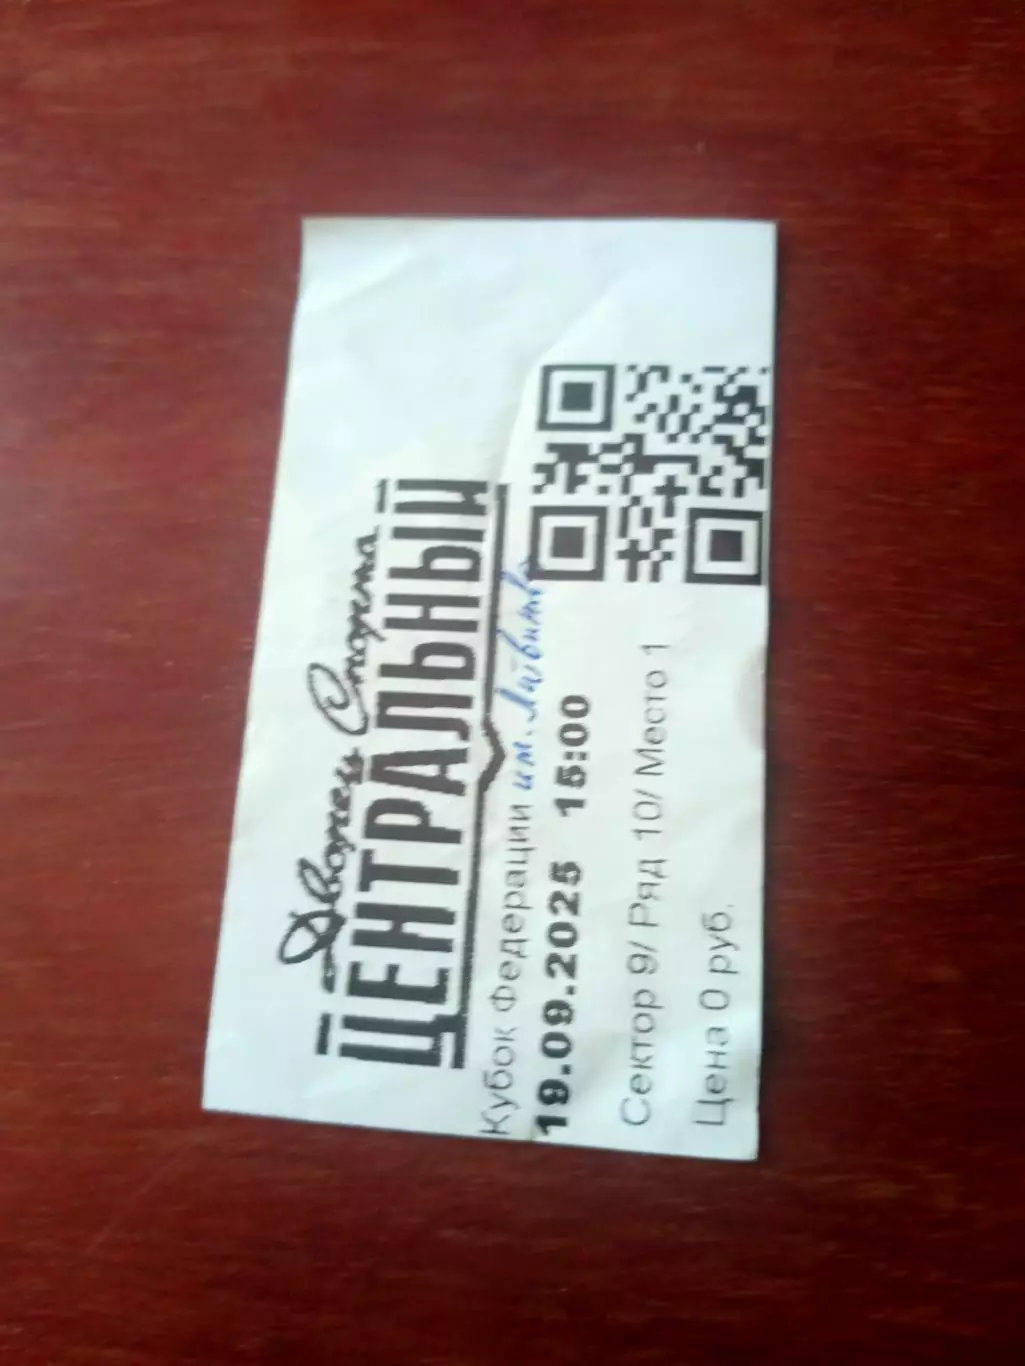 Дворец Спорта
ЦЕНТРАЛЬНЫЙ
Кубок Федерации им. Литвинова
19.09.2025 15:00
Сектор 9/ Ряд 10/ Место 1
Цена 0 руб.